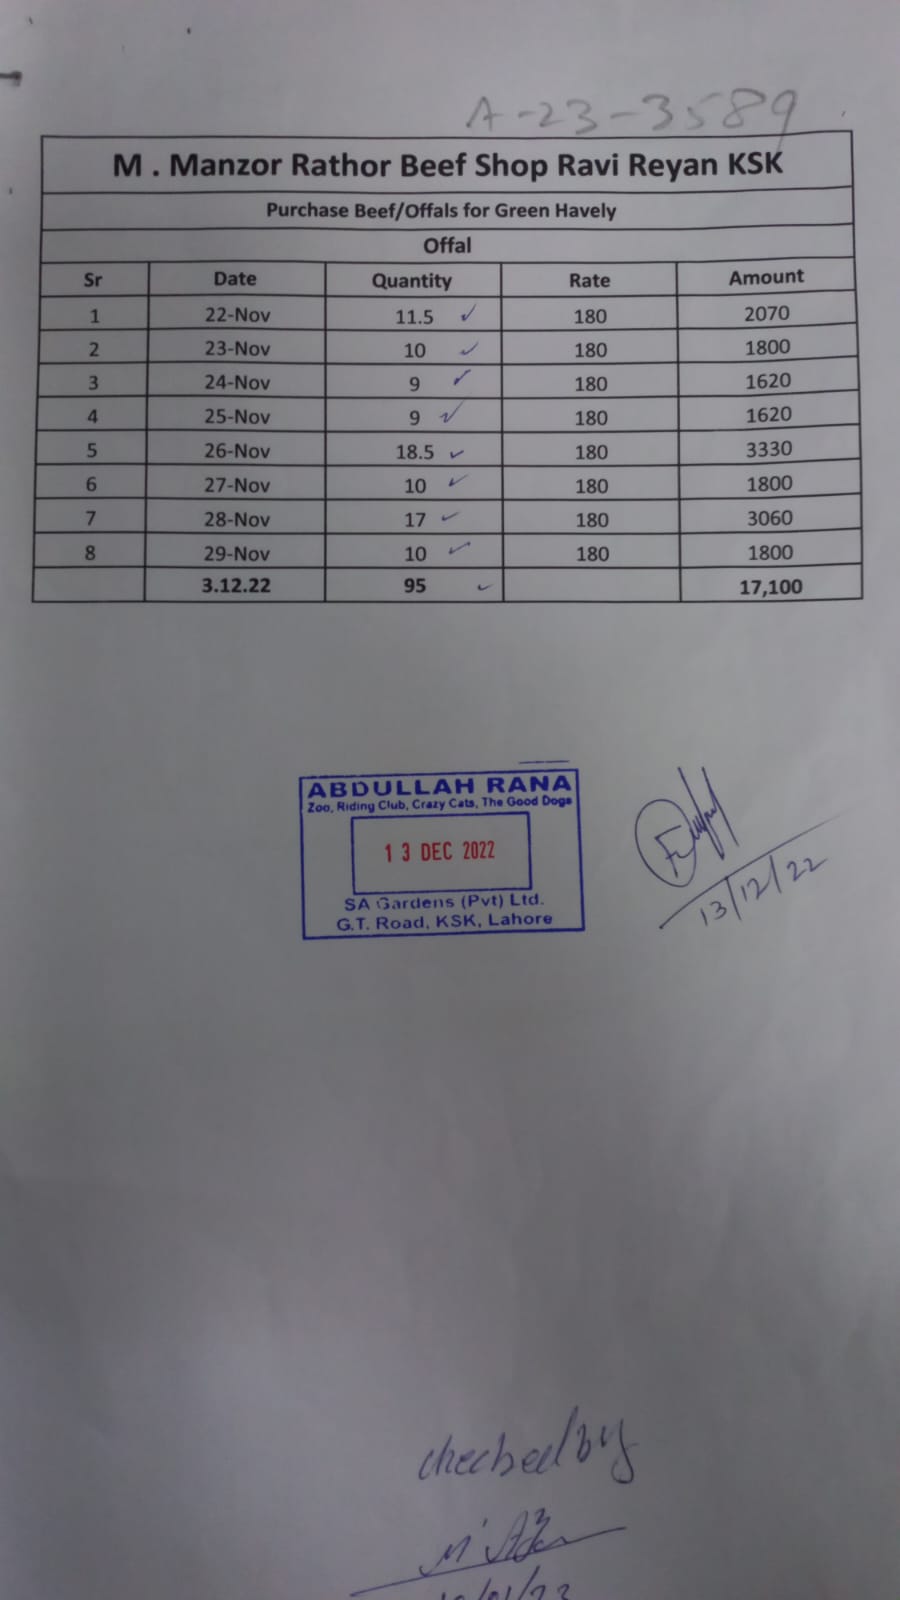 A-23-3589
M . Manzor Rathor Beef Shop Ravi Reyan KSK
Purchase Beef/Offals for Green Havely
Offal
Sr Date Quantity Rate Amount
1 22-Nov 11.5 180 2070
2 23-Nov 10 180 1800
3 24-Nov 9 180 1620
4 25-Nov 9 180 1620
5 26-Nov 18.5 180 3330
6 27-Nov 10 180 1800
7 28-Nov 17 180 3060
8 29-Nov 10 180 1800
3.12.22 95 17,100
ABDULLAH RANA
Zoo, Riding Club, Crazy Cats, The Good Dogs
13 DEC 2022
SA Gardens (Pvt) Ltd.
G.T. Road, KSK, Lahore
13/12/22
checked by